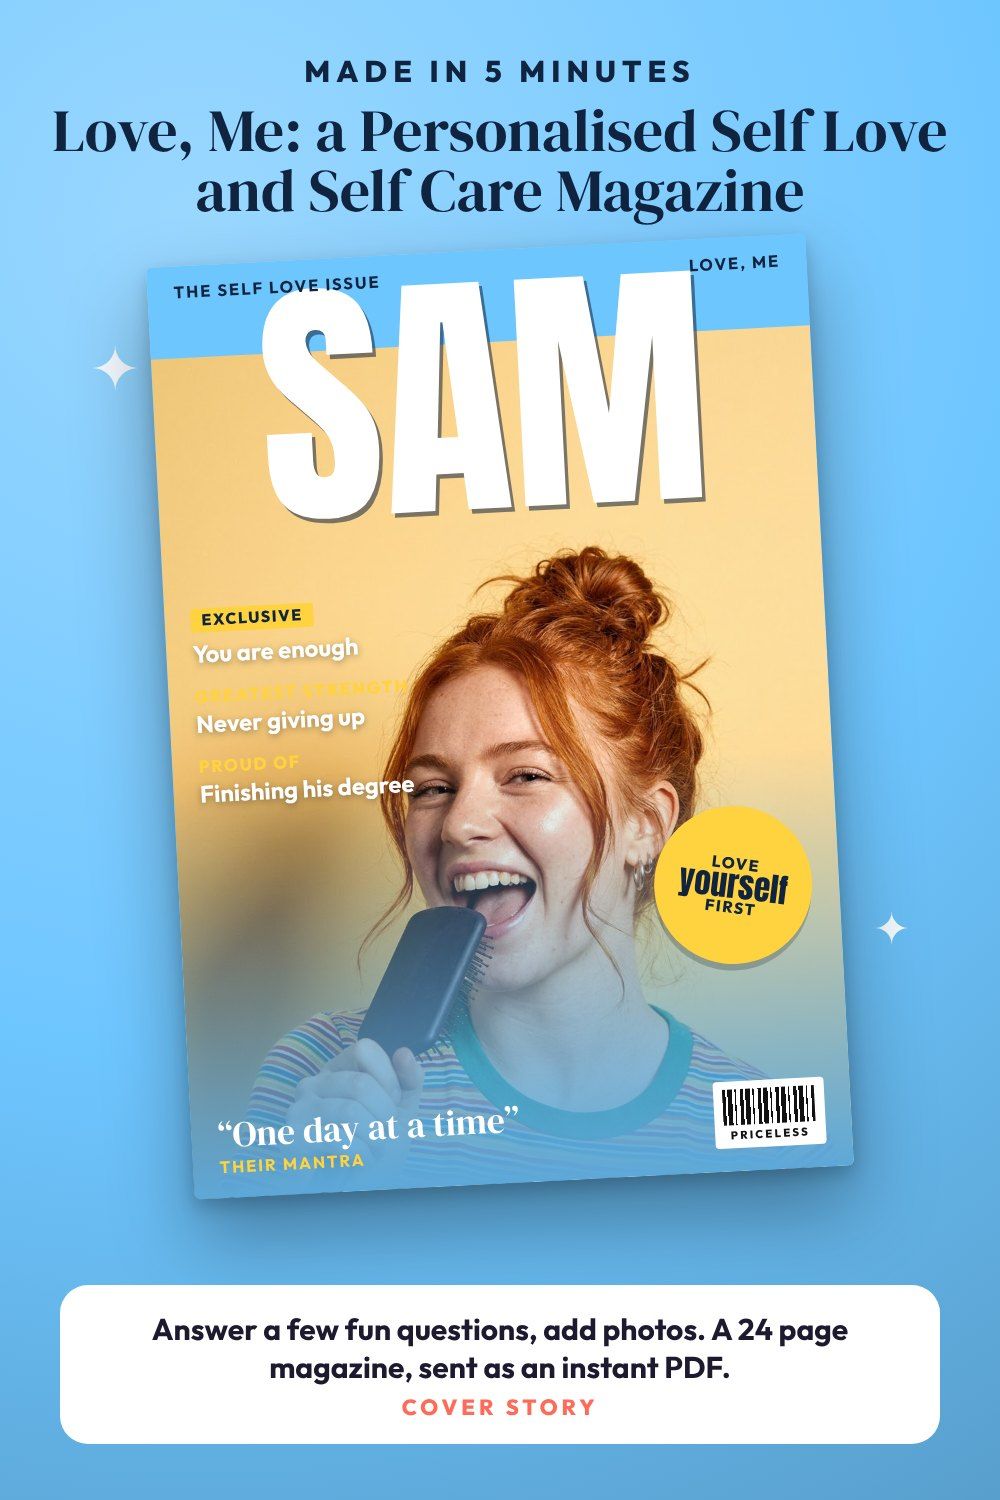 MADE IN 5 MINUTES
Love, Me: a Personalised Self Love
and Self Care Magazine
THE SELF LOVE ISSUE
LOVE, ME
SAM
EXCLUSIVE
You are enough
GREATEST STRENGTH
Never giving up
PROUD OF
Finishing his degree
LOVE
yourself
FIRST
“One day at a time”
THEIR MANTRA
PRICELESS
Answer a few fun questions, add photos. A 24 page
magazine, sent as an instant PDF.
COVER STORY